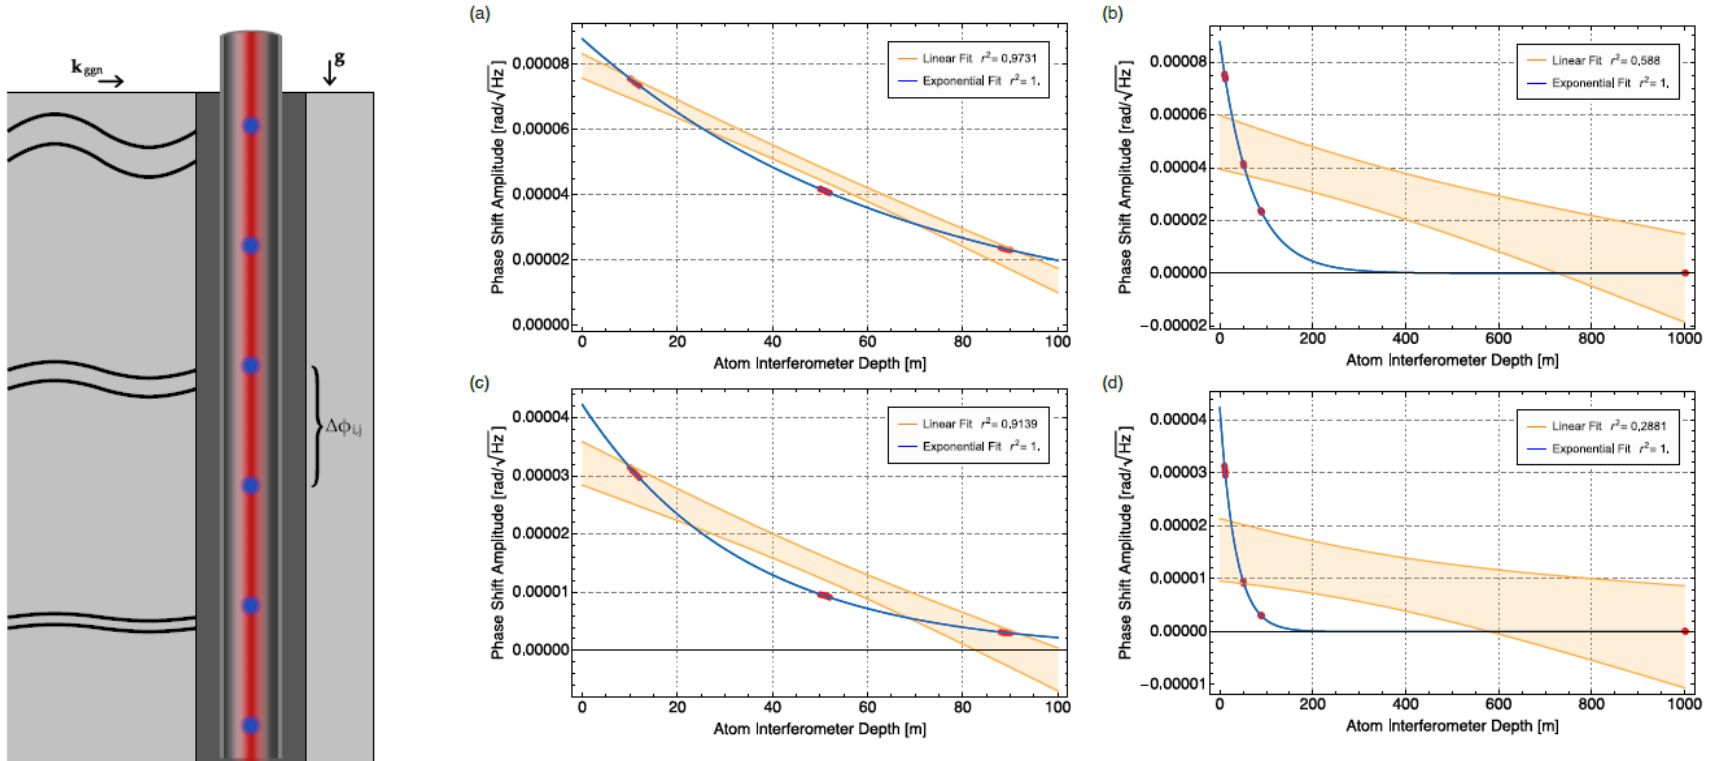 k_ggn
g
Δϕ_i,j
(a)
Phase Shift Amplitude [rad/√Hz]
0.00008
0.00006
0.00004
0.00002
0.00000
Linear Fit r²= 0.9731
Exponential Fit r²= 1.
0 20 40 60 80 100
Atom Interferometer Depth [m]
(b)
Phase Shift Amplitude [rad/√Hz]
0.00008
0.00006
0.00004
0.00002
0.00000
−0.00002
Linear Fit r²= 0.588
Exponential Fit r²= 1.
0 200 400 600 800 1000
Atom Interferometer Depth [m]
(c)
Phase Shift Amplitude [rad/√Hz]
0.00004
0.00003
0.00002
0.00001
0.00000
Linear Fit r²= 0.9139
Exponential Fit r²= 1.
0 20 40 60 80 100
Atom Interferometer Depth [m]
(d)
Phase Shift Amplitude [rad/√Hz]
0.00004
0.00003
0.00002
0.00001
0.00000
−0.00001
Linear Fit r²= 0.2881
Exponential Fit r²= 1.
0 200 400 600 800 1000
Atom Interferometer Depth [m]